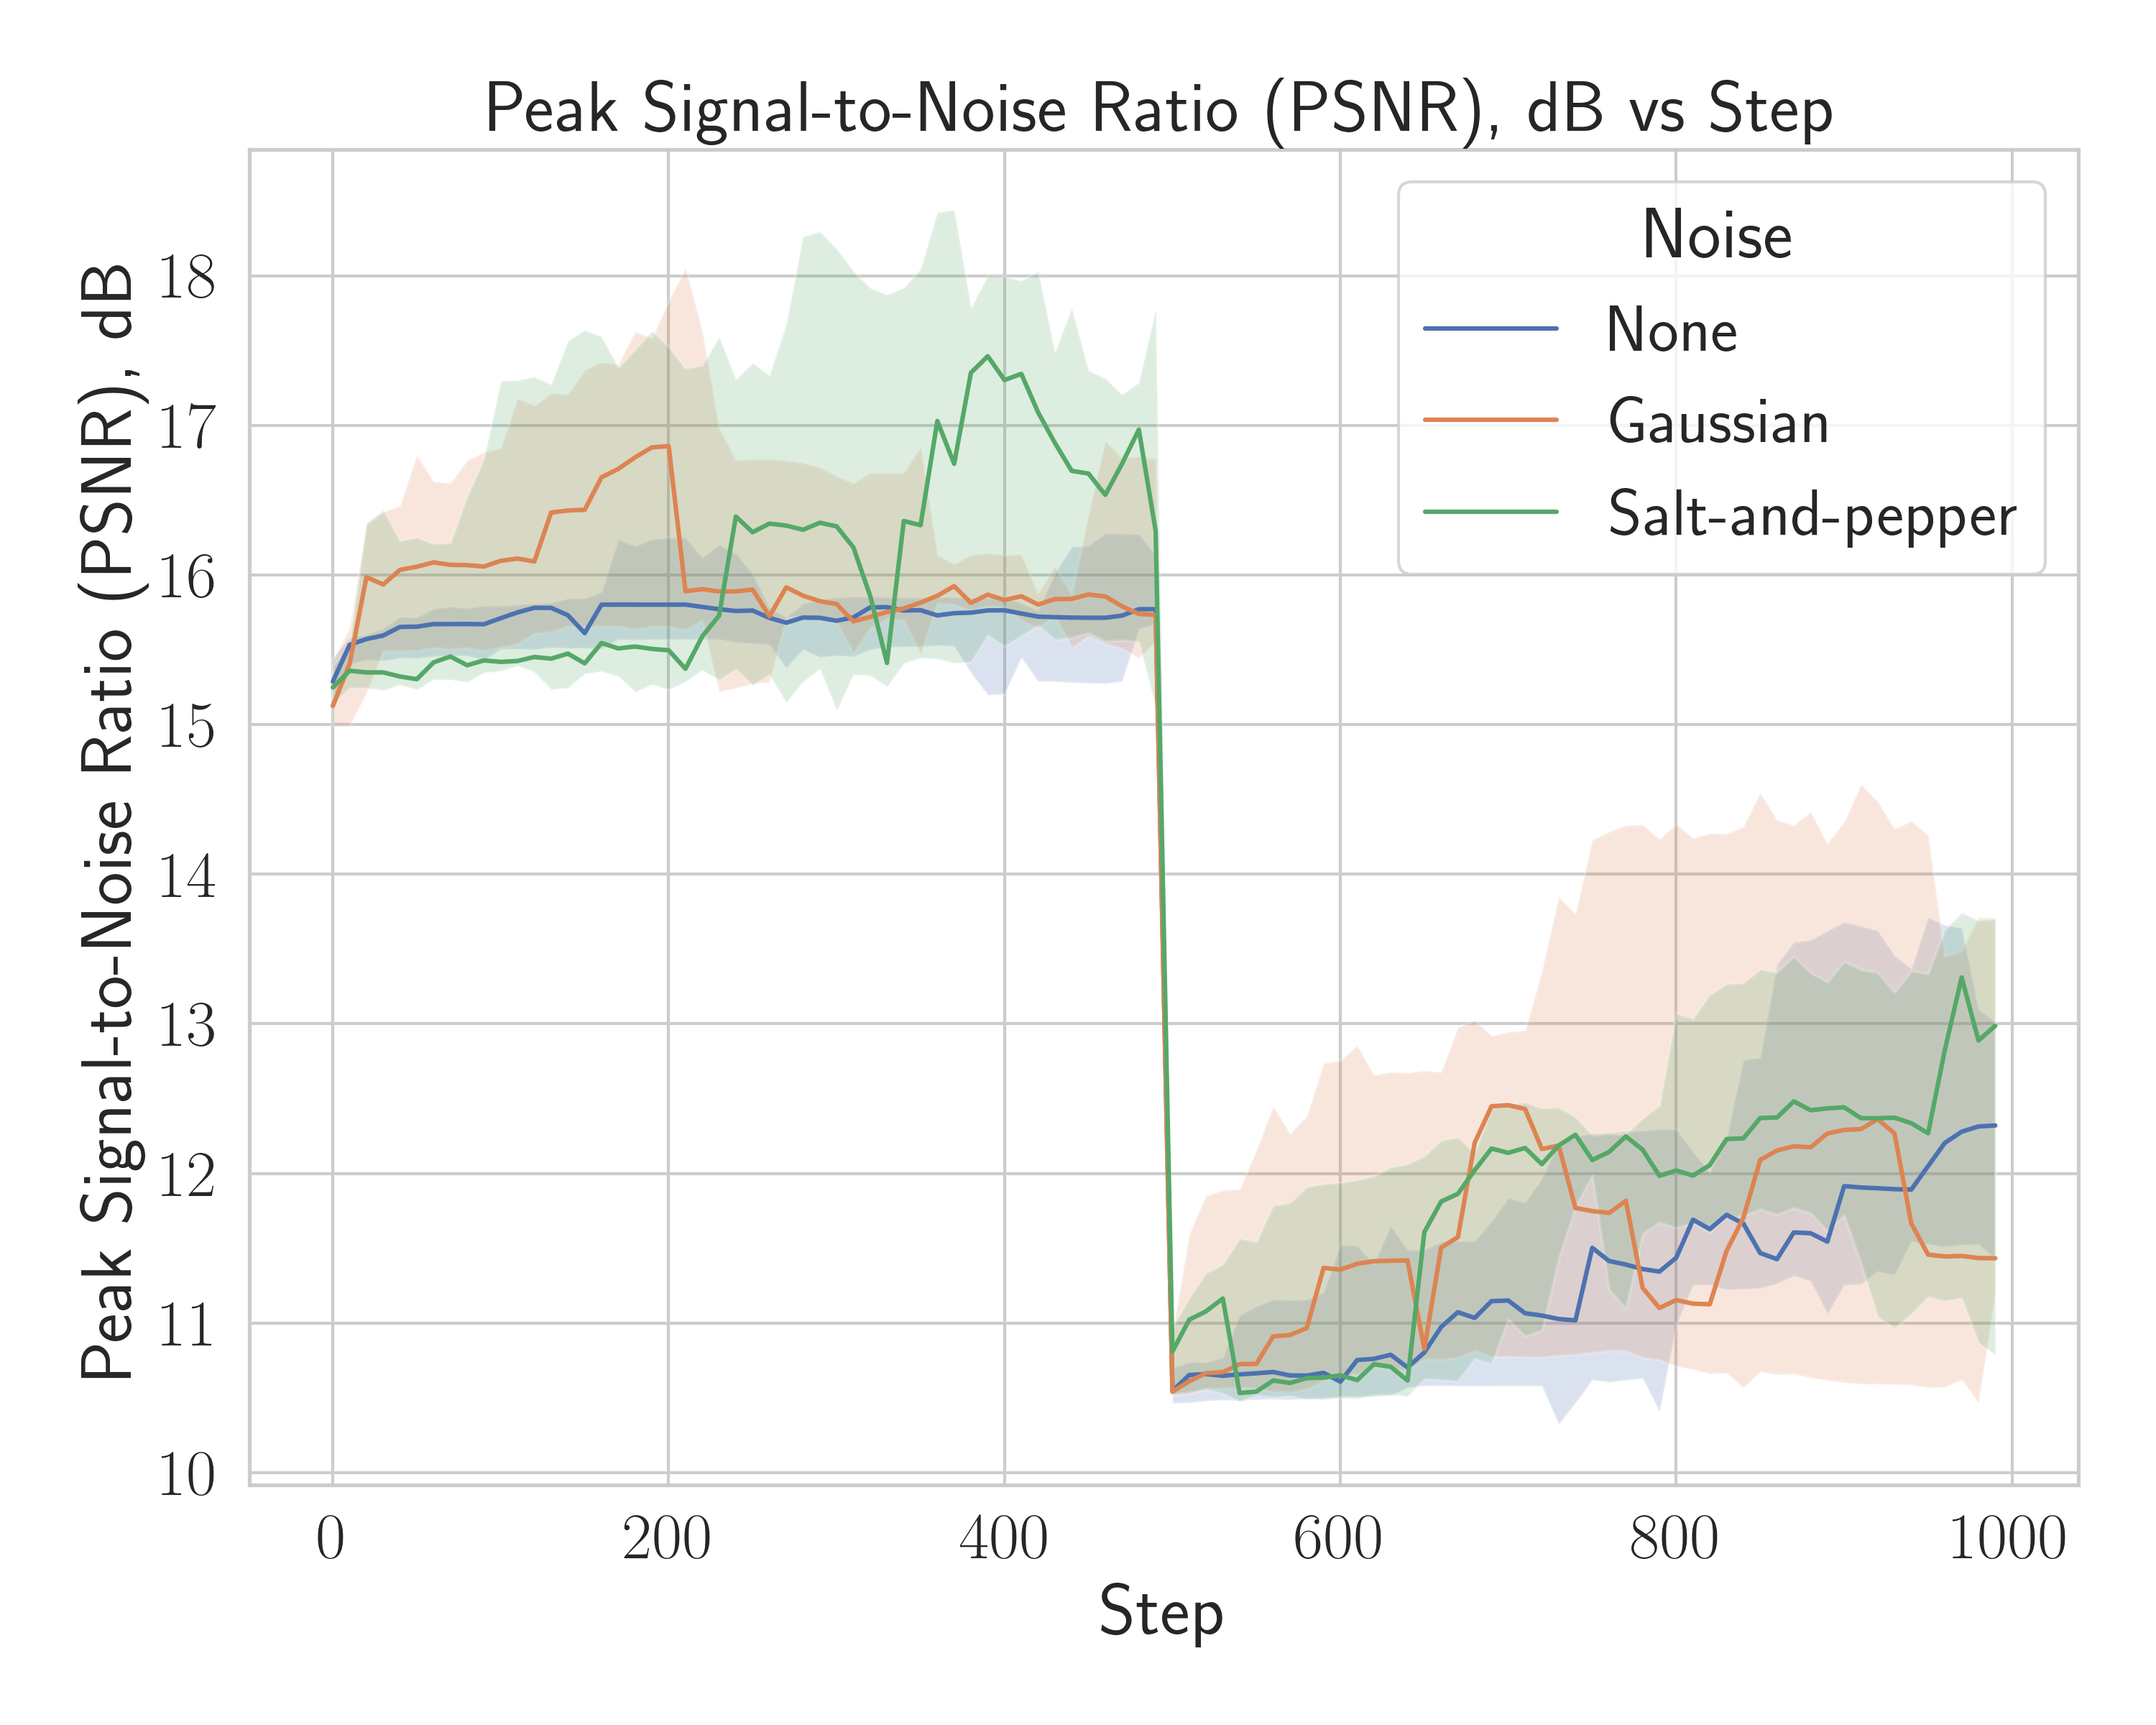 Peak Signal-to-Noise Ratio (PSNR), dB vs Step
Peak Signal-to-Noise Ratio (PSNR), dB
18
17
16
15
14
13
12
11
10
Noise
None
Gaussian
Salt-and-pepper
0 200 400 600 800 1000
Step